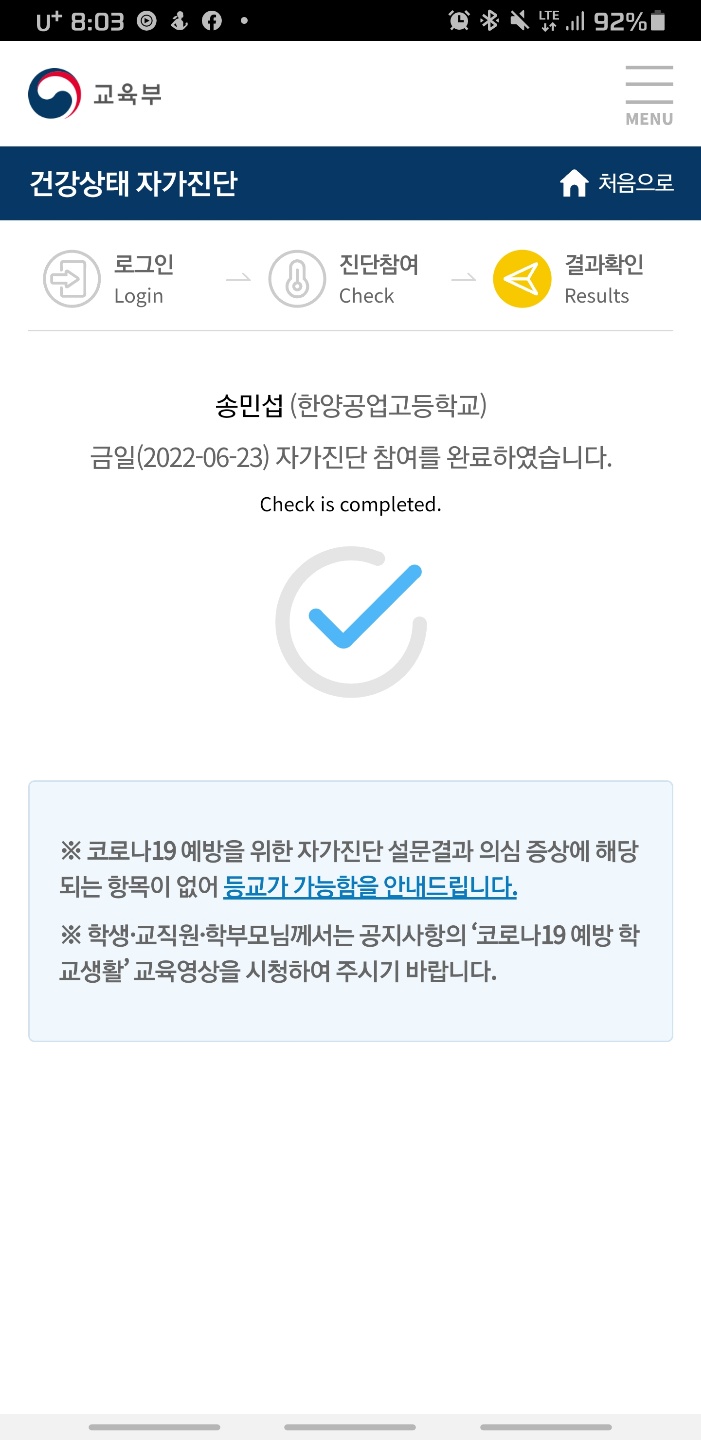 U+ 8:03 LTE 92%
교육부
MENU
건강상태 자가진단 처음으로
로그인 진단참여 결과확인
Login Check Results
송민섭 (한양공업고등학교)
금일(2022-06-23) 자가진단 참여를 완료하였습니다.
Check is completed.
※ 코로나19 예방을 위한 자가진단 설문결과 의심 증상에 해당
되는 항목이 없어 등교가 가능함을 안내드립니다.
※ 학생·교직원·학부모님께서는 공지사항의 ‘코로나19 예방 학
교생활’ 교육영상을 시청하여 주시기 바랍니다.